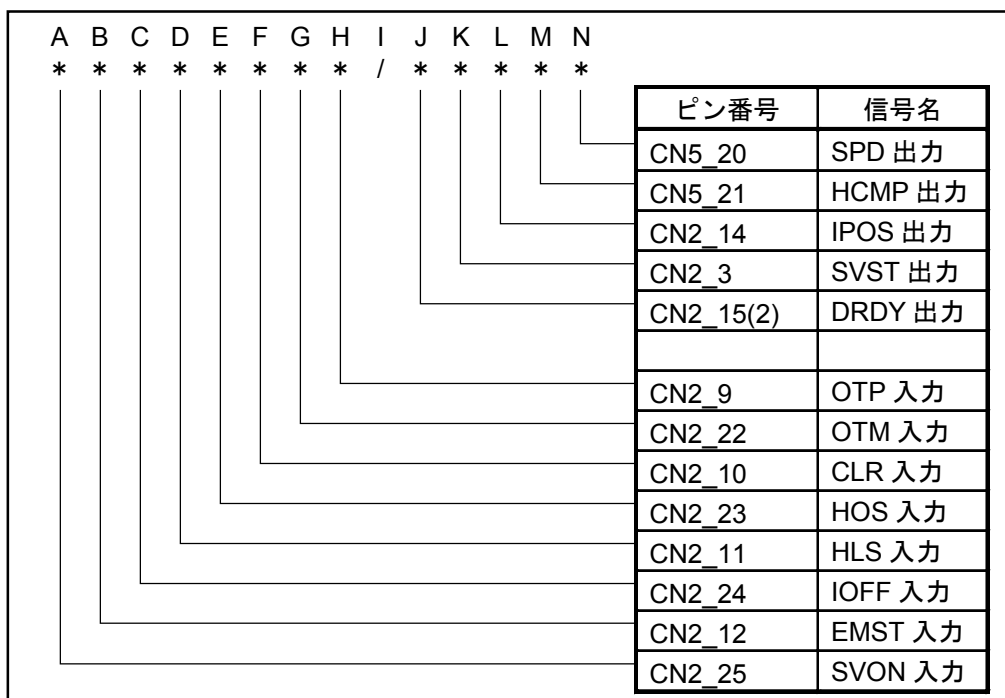 A B C D E F G H I J K L M N
* * * * * * * * / * * * * *
ピン番号 信号名
CN5_20 SPD 出力
CN5_21 HCMP 出力
CN2_14 IPOS 出力
CN2_3 SVST 出力
CN2_15(2) DRDY 出力
CN2_9 OTP 入力
CN2_22 OTM 入力
CN2_10 CLR 入力
CN2_23 HOS 入力
CN2_11 HLS 入力
CN2_24 IOFF 入力
CN2_12 EMST 入力
CN2_25 SVON 入力